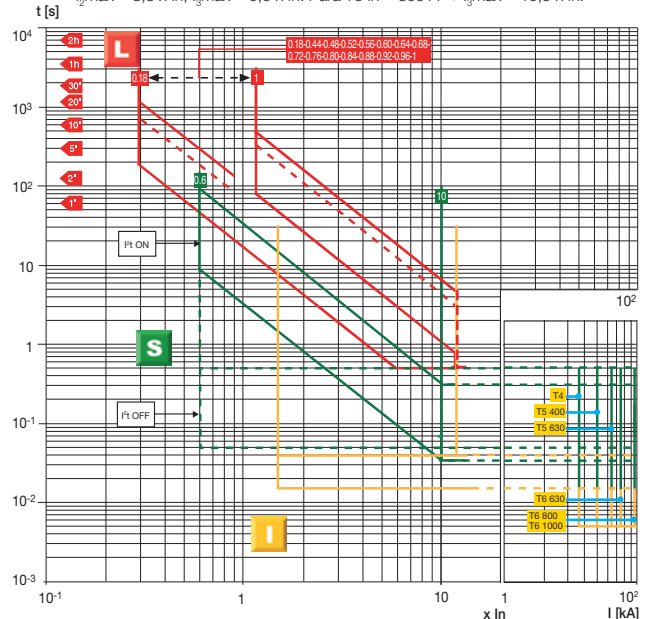 t [s]
10⁴
2h
L
0.18-0.44-0.48-0.52-0.56-0.60-0.64-0.68-
0.72-0.76-0.80-0.84-0.88-0.92-0.96-1
1h
0.18
1
30'
20'
10³
10'
5'
10²
2'
0.6
10
1'
I²t ON
10
10²
1
S
T4
I²t OFF
T5 400
10⁻¹
T5 630
10⁻²
T6 630
I
T6 800
T6 1000
10⁻³
10⁻¹
1
10
1
10²
x In
I [kA]